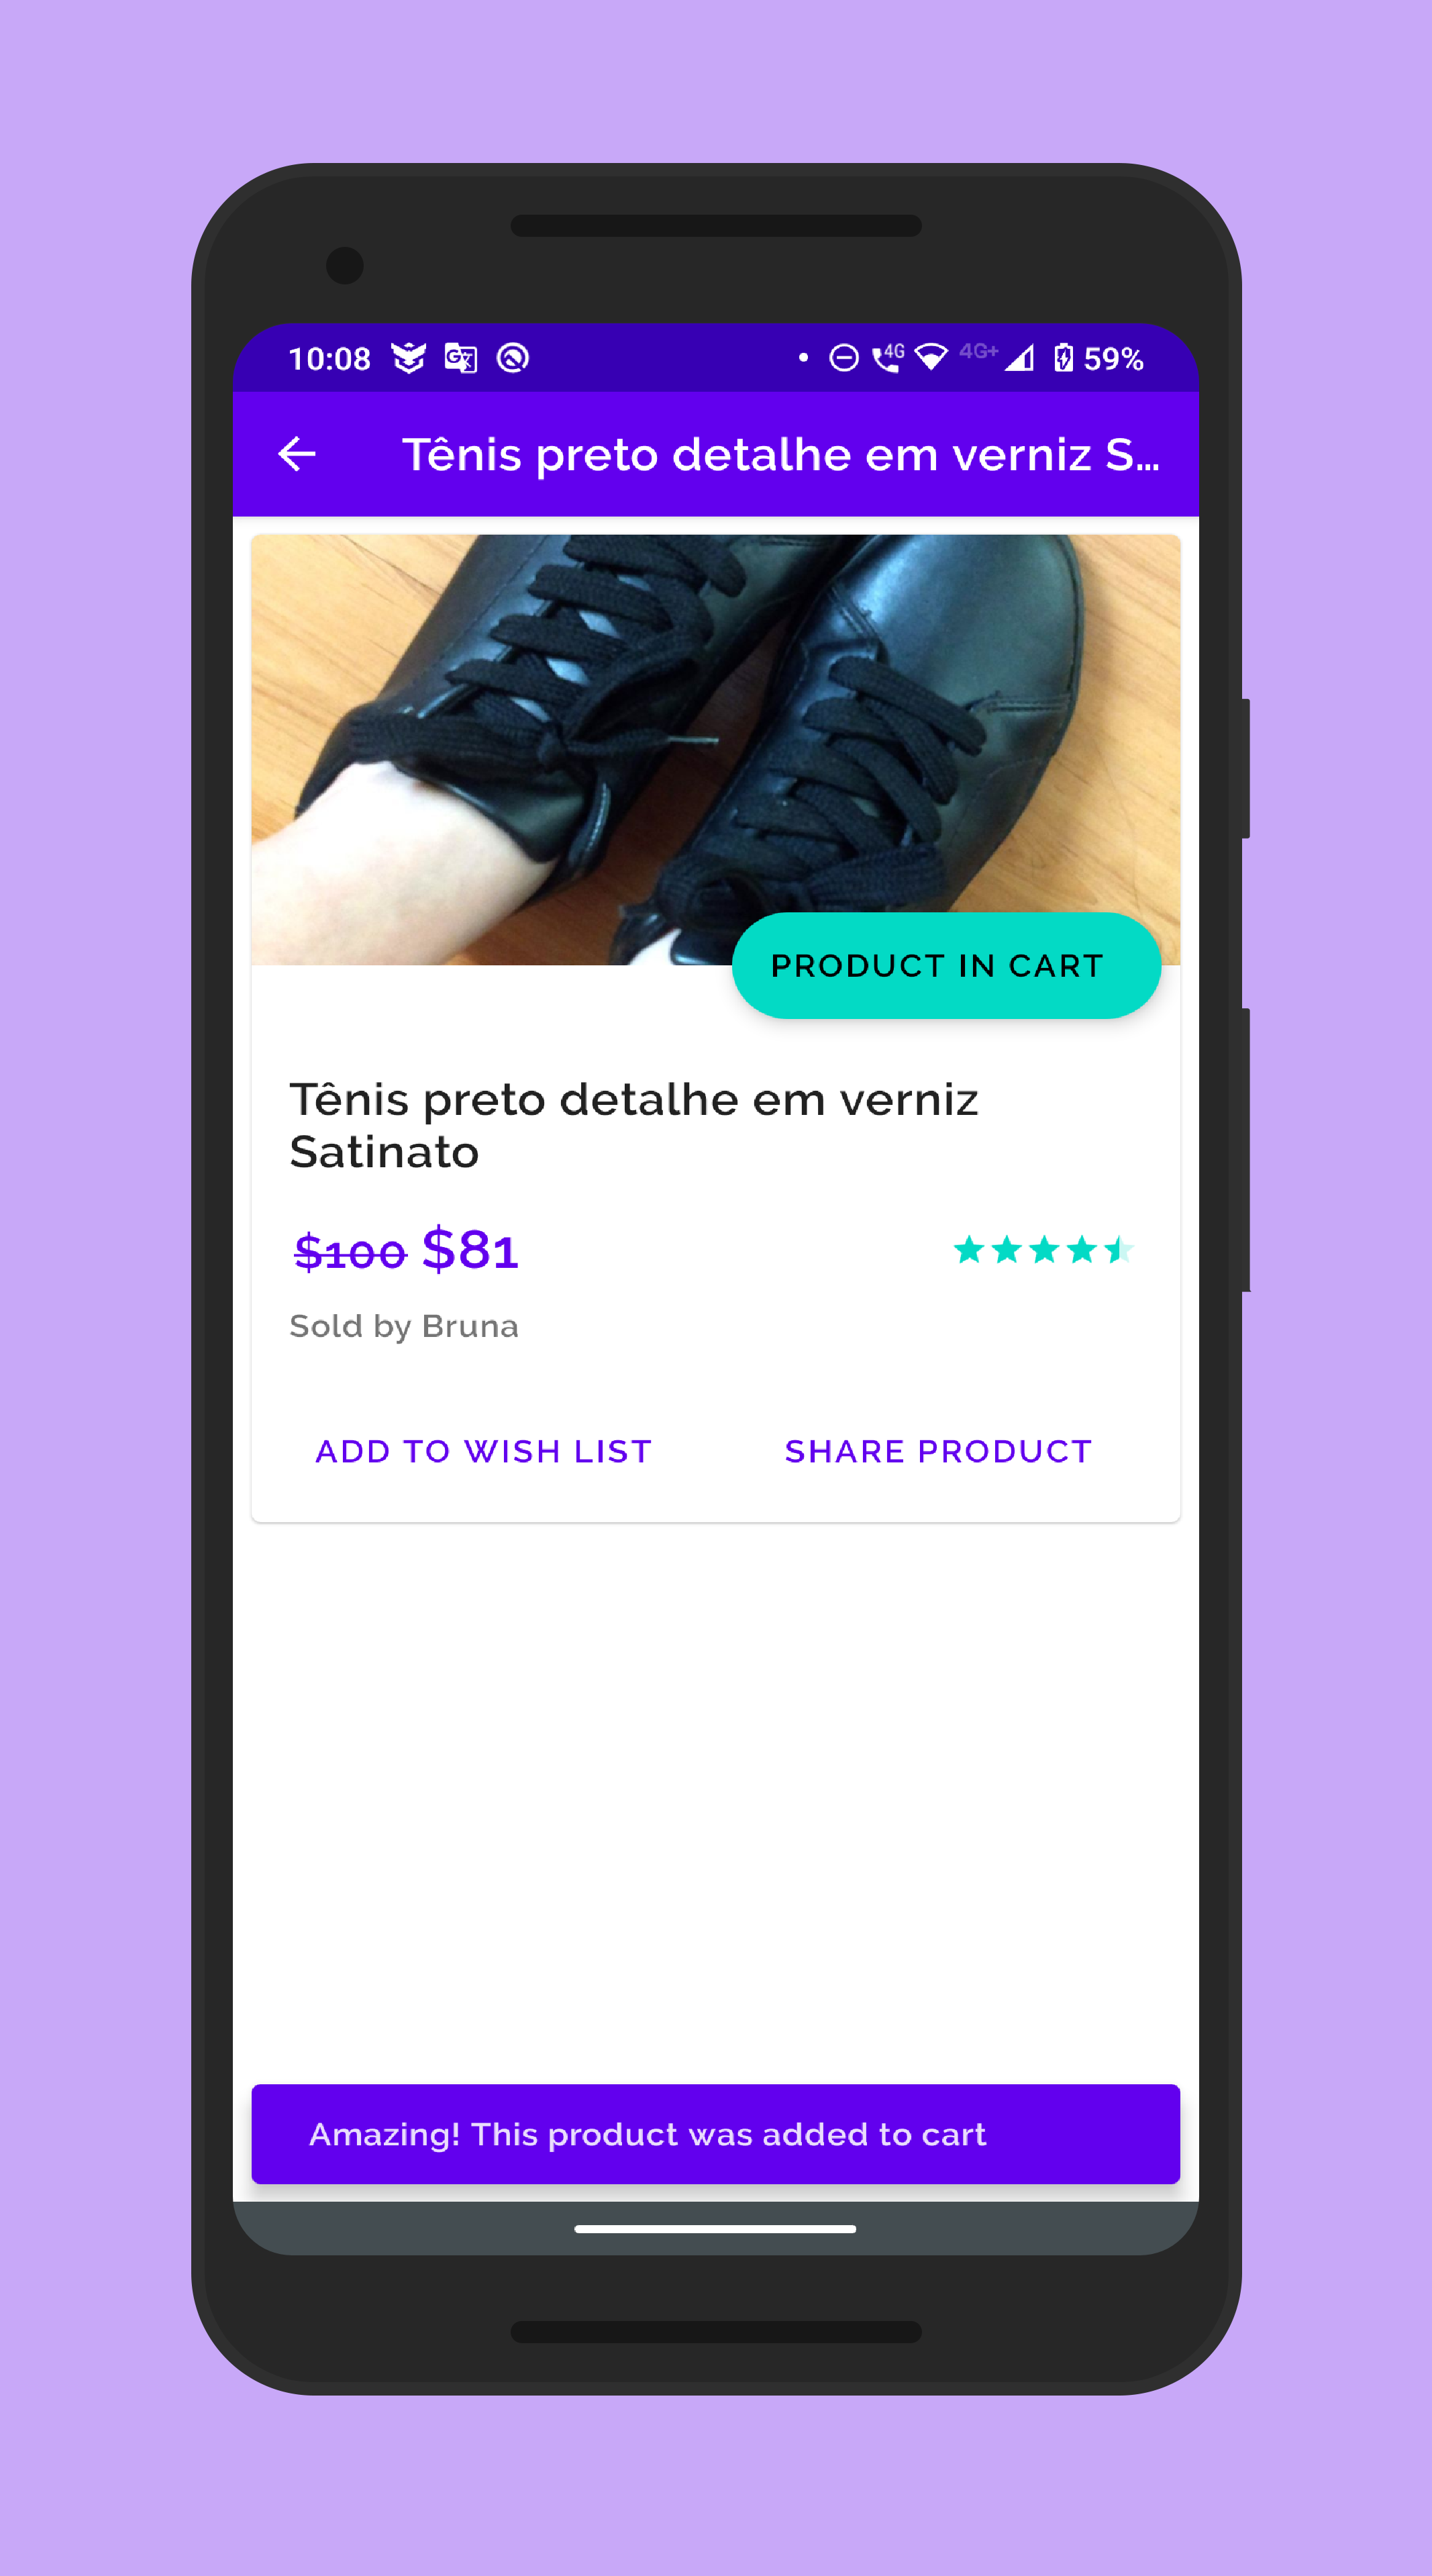 10:08
4G
4G+
59%
Tênis preto detalhe em verniz S...
PRODUCT IN CART
Tênis preto detalhe em verniz
Satinato
$100 $81
Sold by Bruna
ADD TO WISH LIST
SHARE PRODUCT
Amazing! This product was added to cart